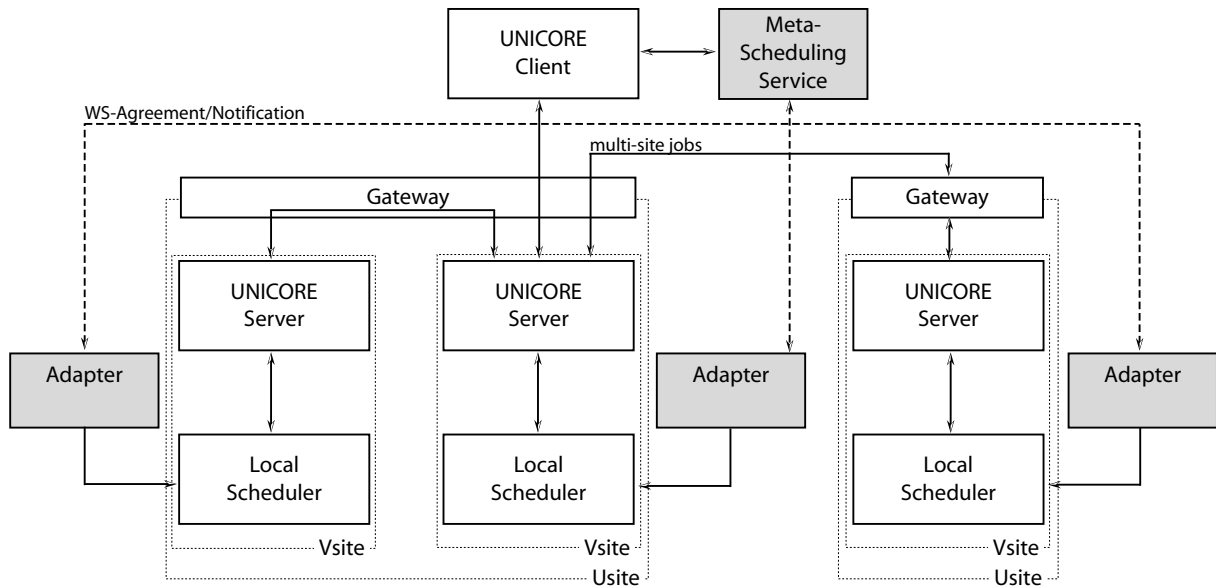 UNICORE
Client
Meta-
Scheduling
Service
WS-Agreement/Notification
multi-site jobs
Gateway
Gateway
UNICORE
Server
UNICORE
Server
UNICORE
Server
Adapter
Adapter
Adapter
Local
Scheduler
Local
Scheduler
Local
Scheduler
Vsite
Vsite
Vsite
Usite
Usite